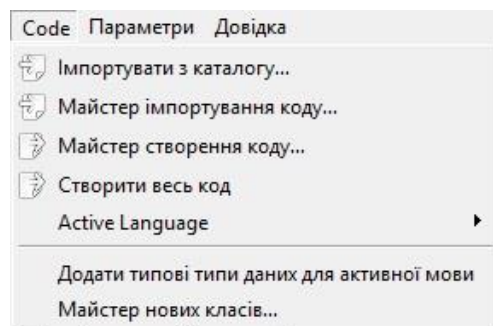 Code Параметри Довідка
Імпортувати з каталогу...
Майстер імпортування коду...
Майстер створення коду...
Створити весь код
Active Language
Додати типові типи даних для активної мови
Майстер нових класів...